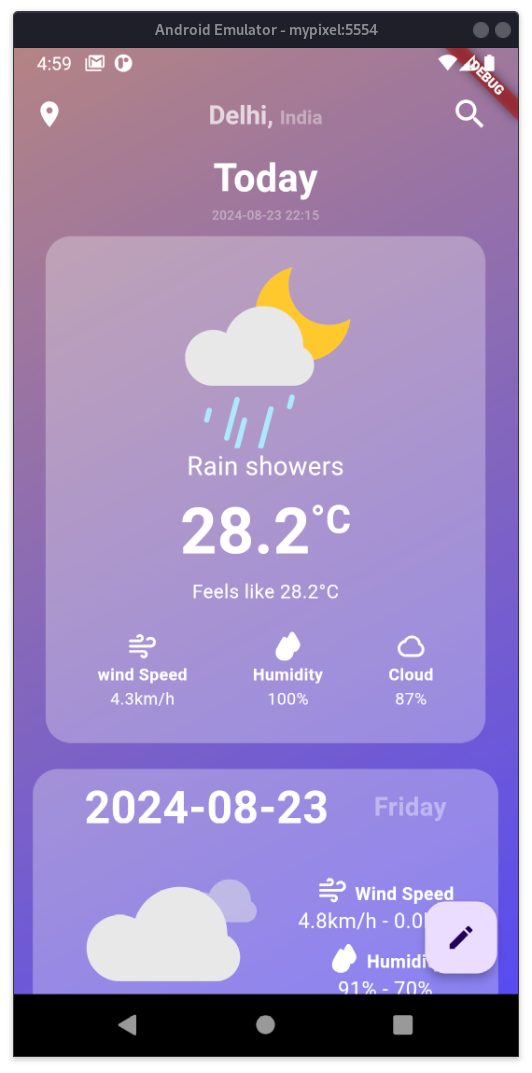 Android Emulator - mypixel:5554
4:59
DEBUG
Delhi, India
Today
2024-08-23 22:15
Rain showers
28.2°C
Feels like 28.2°C
wind Speed Humidity Cloud
4.3km/h 100% 87%
2024-08-23 Friday
Wind Speed
4.8km/h - 0.0
Humidi
91% - 70%